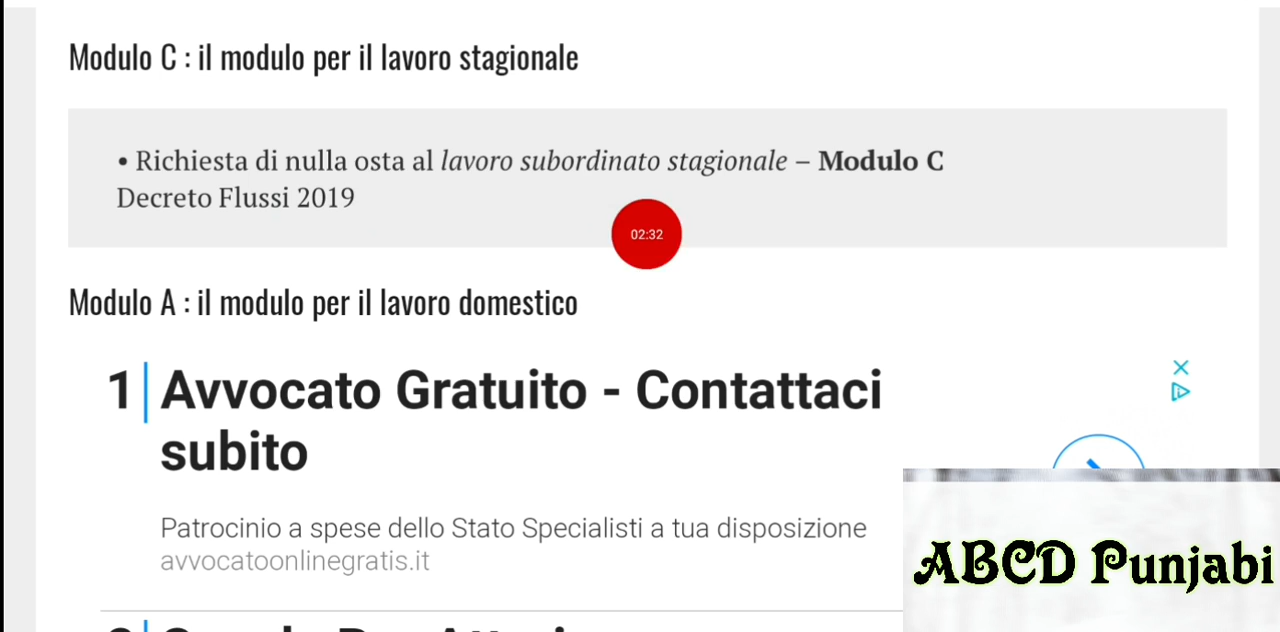 Modulo C : il modulo per il lavoro stagionale
• Richiesta di nulla osta al lavoro subordinato stagionale – Modulo C
Decreto Flussi 2019
02:32
Modulo A : il modulo per il lavoro domestico
1 Avvocato Gratuito - Contattaci
subito
Patrocinio a spese dello Stato Specialisti a tua disposizione
avvocatoonlinegratis.it
ABCD Punjabi